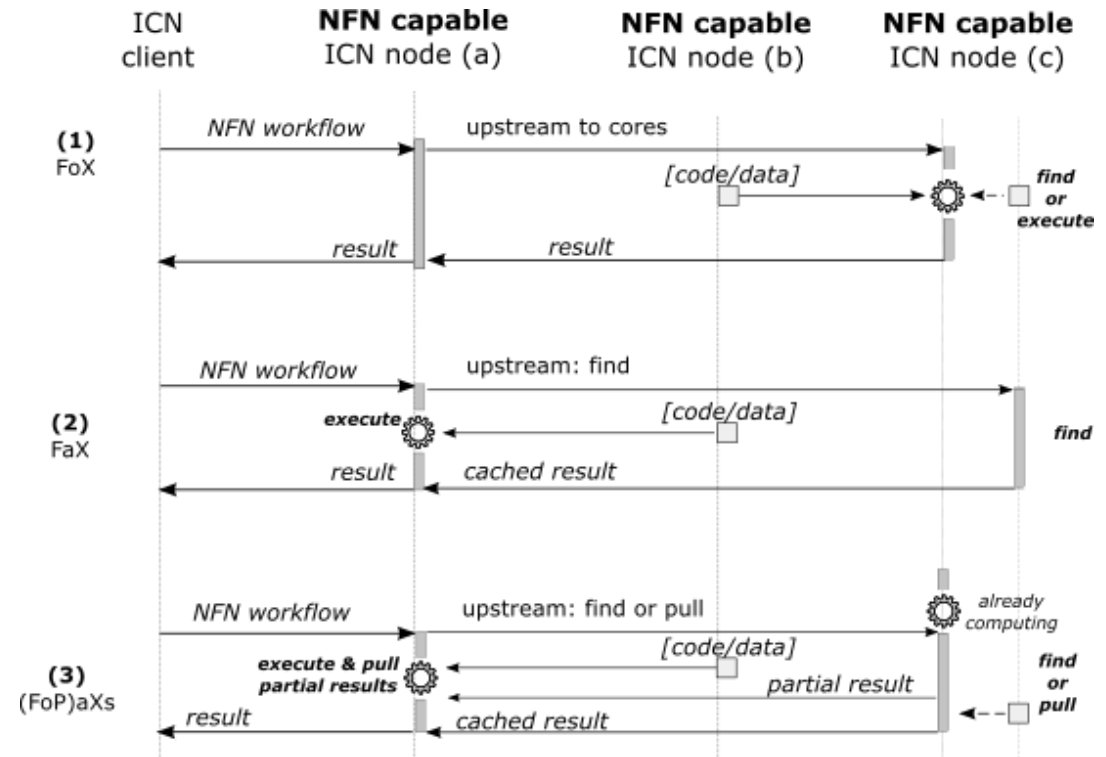 ICN
client
NFN capable
ICN node (a)
NFN capable
ICN node (b)
NFN capable
ICN node (c)
(1)
FoX
NFN workflow
upstream to cores
[code/data]
find
or
execute
result
result
(2)
FaX
NFN workflow
upstream: find
execute
[code/data]
find
result
cached result
(3)
(FoP)aXs
already
computing
NFN workflow
upstream: find or pull
[code/data]
execute & pull
partial results
partial result
find
or
pull
result
cached result